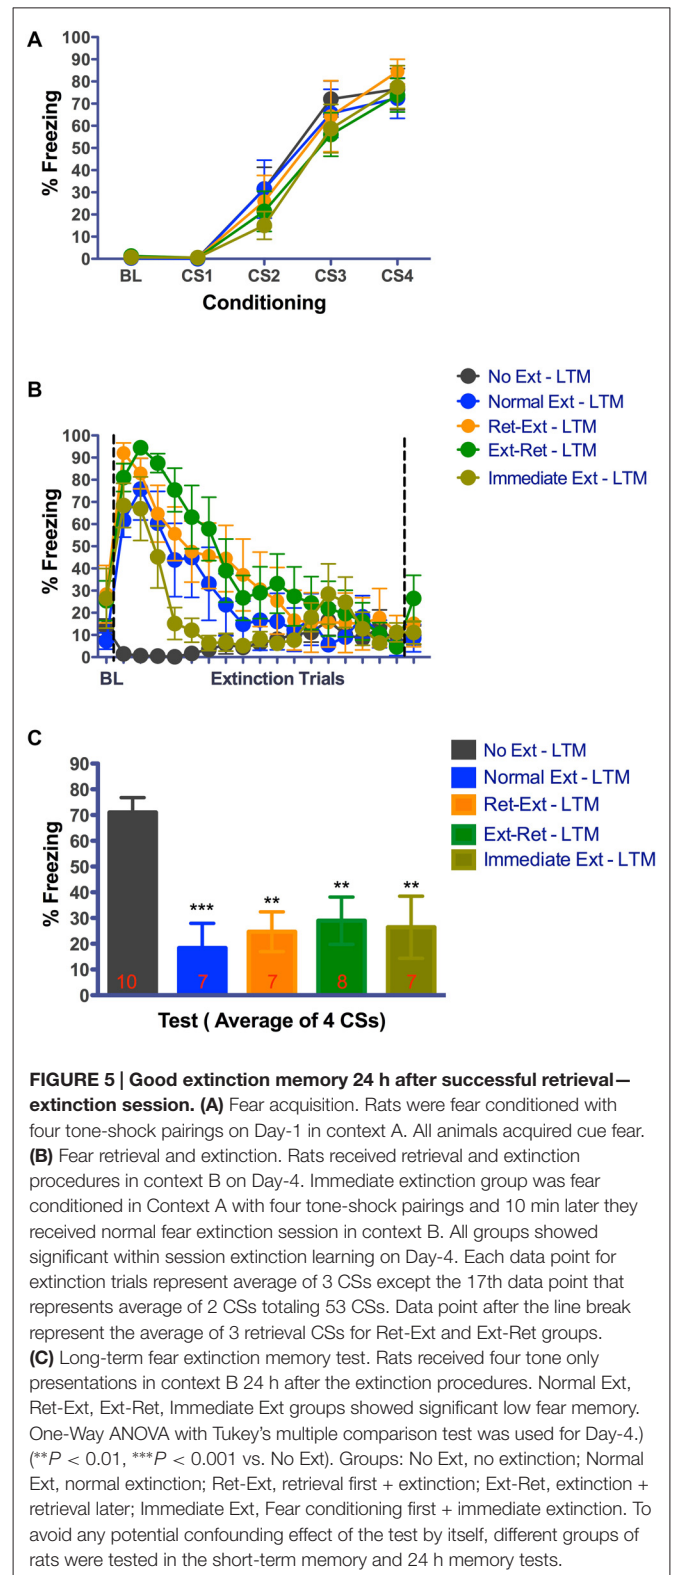 A
100
90
80
70
60
50
40
30
20
10
0
% Freezing
BL CS1 CS2 CS3 CS4
Conditioning
B
No Ext - LTM
Normal Ext - LTM
Ret-Ext - LTM
Ext-Ret - LTM
Immediate Ext - LTM
100
90
80
70
60
50
40
30
20
10
0
% Freezing
BL Extinction Trials
C
No Ext - LTM
Normal Ext - LTM
Ret-Ext - LTM
Ext-Ret - LTM
Immediate Ext - LTM
90
80
70
60
50
40
30
20
10
0
% Freezing
*** ** ** **
10 7 7 8 7
Test ( Average of 4 CSs)
FIGURE 5 | Good extinction memory 24 h after successful retrieval—
extinction session. (A) Fear acquisition. Rats were fear conditioned with
four tone-shock pairings on Day-1 in context A. All animals acquired cue fear.
(B) Fear retrieval and extinction. Rats received retrieval and extinction
procedures in context B on Day-4. Immediate extinction group was fear
conditioned in Context A with four tone-shock pairings and 10 min later they
received normal fear extinction session in context B. All groups showed
significant within session extinction learning on Day-4. Each data point for
extinction trials represent average of 3 CSs except the 17th data point that
represents average of 2 CSs totaling 53 CSs. Data point after the line break
represent the average of 3 retrieval CSs for Ret-Ext and Ext-Ret groups.
(C) Long-term fear extinction memory test. Rats received four tone only
presentations in context B 24 h after the extinction procedures. Normal Ext,
Ret-Ext, Ext-Ret, Immediate Ext groups showed significant low fear memory.
One-Way ANOVA with Tukey's multiple comparison test was used for Day-4.)
(**P < 0.01, ***P < 0.001 vs. No Ext). Groups: No Ext, no extinction; Normal
Ext, normal extinction; Ret-Ext, retrieval first + extinction; Ext-Ret, extinction +
retrieval later; Immediate Ext, Fear conditioning first + immediate extinction. To
avoid any potential confounding effect of the test by itself, different groups of
rats were tested in the short-term memory and 24 h memory tests.